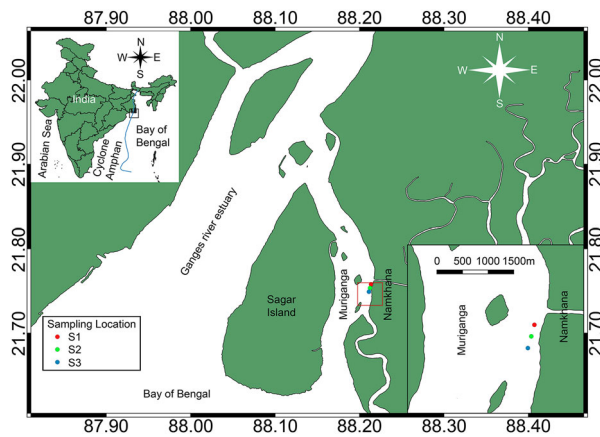 87.90 88.00 88.10 88.20 88.30 88.40
N
W E
S
India
Arabian Sea
Cyclone
Amphan
Bay of
Bengal
N
W E
S
22.00
21.90
21.80
21.70
22.00
21.90
21.80
21.70
Ganges river estuary
Sagar
Island
Muriganga
Namkhana
0 500 1000 1500m
Muriganga
Namkhana
Sampling Location
S1
S2
S3
Bay of Bengal
87.90 88.00 88.10 88.20 88.30 88.40